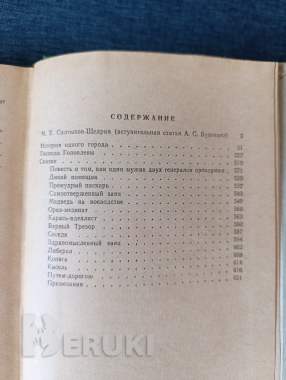 СОДЕРЖАНИЕ
М. Е. Салтыков-Щедрин (вступительная статья А. С. Бушмина) 3
История одного города
Господа Головлевы
Сказки
Повесть о том, как один мужик двух генералов прокормил
Дикий помещик
Премудрый пискарь
Самоотверженный заяц
Медведь на воеводстве
Орел-меценат
Карась-идеалист
Верный Трезор
Соседи
Здравомысленный заяц
Либерал
Коняга
Кисель
Путем-дорогою
Примечания
BERUKI